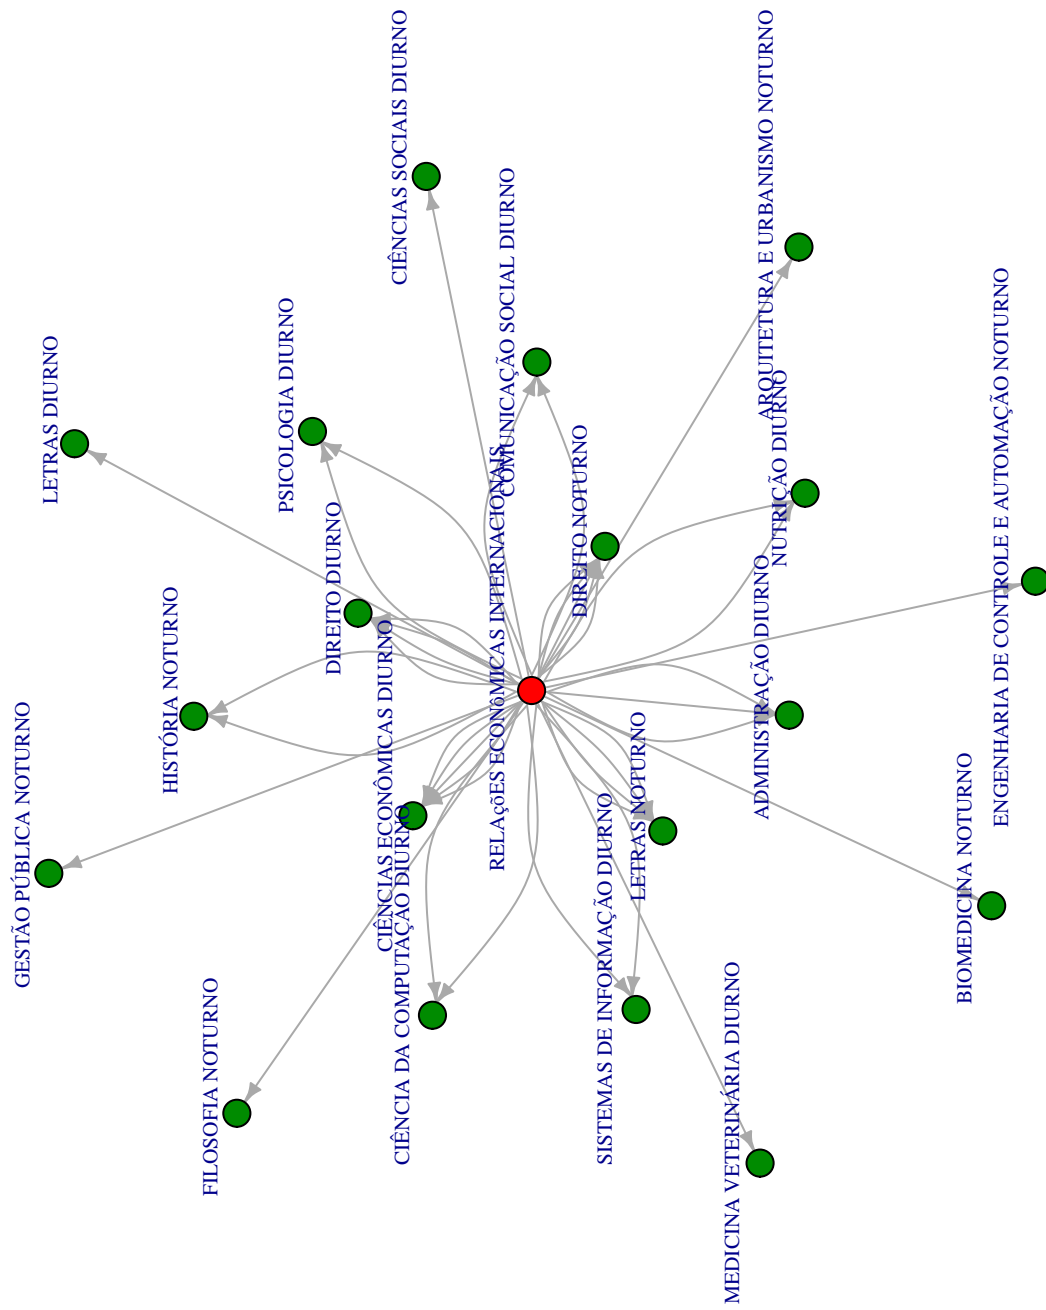 CIÊNCIAS SOCIAIS DIURNO
ARQUITETURA E URBANISMO NOTURNO
COMUNICAÇÃO SOCIAL DIURNO
ENGENHARIA DE CONTROLE E AUTOMAÇÃO NOTURNO
PSICOLOGIA DIURNO
LETRAS DIURNO
NUTRIÇÃO DIURNO
DIREITO NOTURNO
RELAçõES ECONôMICAS INTERNACIONAIS
DIREITO DIURNO
ADMINISTRAÇÃO DIURNO
HISTÓRIA NOTURNO
CIÊNCIAS ECONÔMICAS DIURNO
GESTÃO PÚBLICA NOTURNO
LETRAS NOTURNO
BIOMEDICINA NOTURNO
SISTEMAS DE INFORMAÇÃO DIURNO
CIÊNCIA DA COMPUTAÇÃO DIURNO
MEDICINA VETERINÁRIA DIURNO
FILOSOFIA NOTURNO